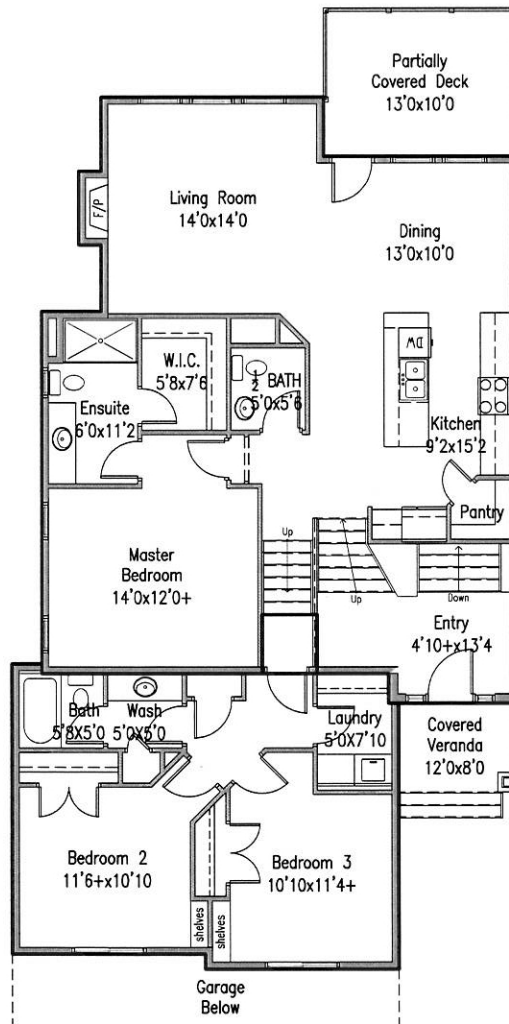 Partially
Covered Deck
13'0x10'0
Living Room
14'0x14'0
F/P
Dining
13'0x10'0
DW
W.I.C.
5'8x7'6
1/2 BATH
5'0x5'6
Ensuite
6'0x11'2
Kitchen
9'2x15'2
Pantry
Master
Bedroom
14'0x12'0+
Up
Up
Down
Entry
4'10+x13'4
Bath
5'8X5'0
Wash
5'0X5'0
Laundry
5'0X7'10
Covered
Veranda
12'0x8'0
Bedroom 2
11'6+x10'10
Bedroom 3
10'10x11'4+
shelves
shelves
Garage
Below